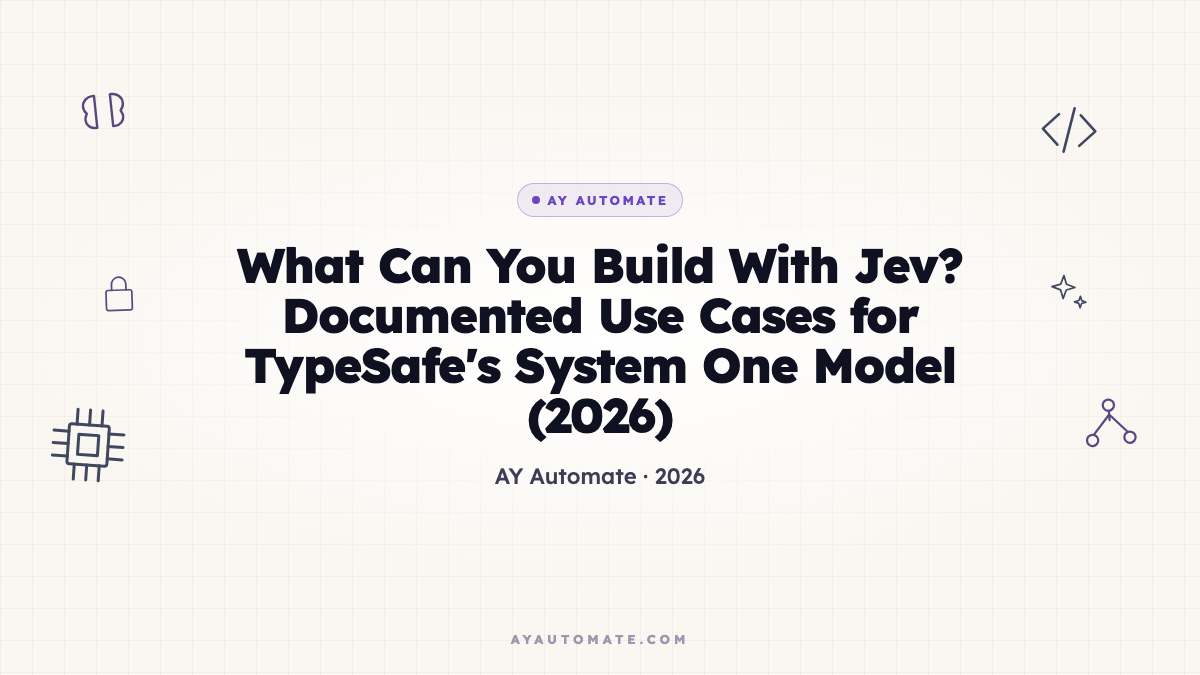 AY AUTOMATE
What Can You Build With Jev?
Documented Use Cases for
TypeSafe's System One Model
(2026)
AY Automate · 2026
AYAUTOMATE.COM